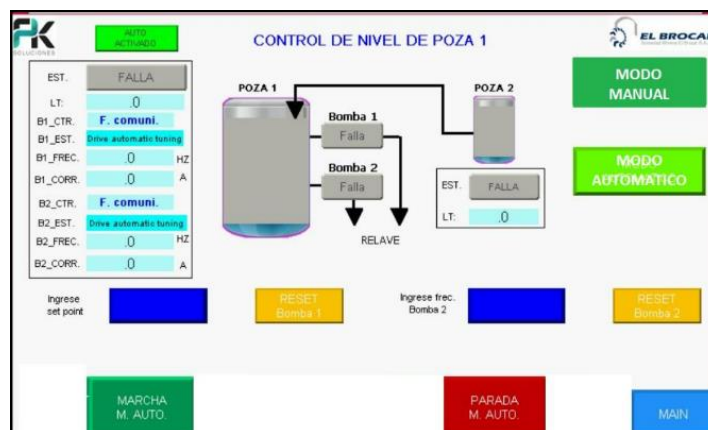 PK
SOLUCIONES
AUTO
ACTIVADO
CONTROL DE NIVEL DE POZA 1
EL BROCAL
MODO
MANUAL
MODO
AUTOMATICO
EST. FALLA
LT: .0
B1_CTR. F. comuni.
B1_EST. Drive automatic tuning
B1_FREC. .0 HZ
B1_CORR. .0 A
B2_CTR. F. comuni.
B2_EST. Drive automatic tuning
B2_FREC. .0 HZ
B2_CORR. .0 A
POZA 1
Bomba 1
Falla
Bomba 2
Falla
RELAVE
POZA 2
EST. FALLA
LT: .0
Ingrese
set point
RESET
Bomba 1
Ingrese frec.
Bomba 2
RESET
Bomba 2
MARCHA
M. AUTO.
PARADA
M. AUTO.
MAIN